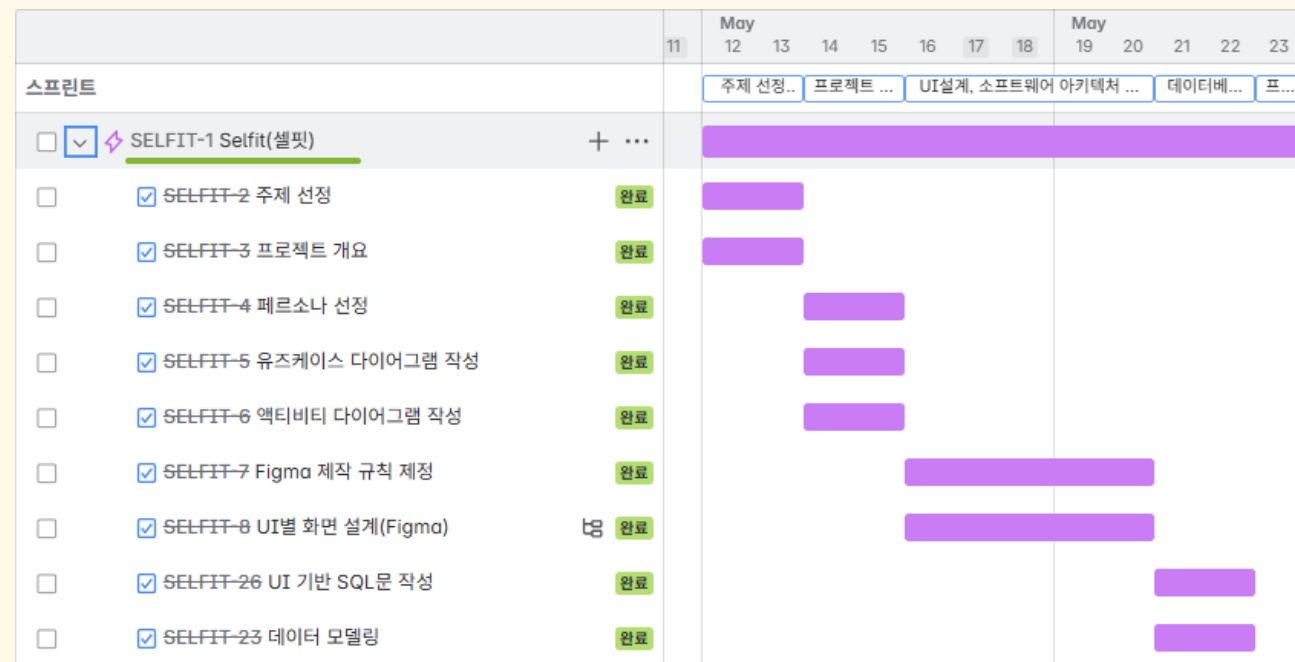 May May
11 12 13 14 15 16 17 18 19 20 21 22 23
스프린트 주제 선정.. 프로젝트 ... UI설계, 소프트웨어 아키텍처 ... 데이터베... 프...
SELFIT-1 Selfit(셀핏)
SELFIT-2 주제 선정 완료
SELFIT-3 프로젝트 개요 완료
SELFIT-4 페르소나 선정 완료
SELFIT-5 유즈케이스 다이어그램 작성 완료
SELFIT-6 액티비티 다이어그램 작성 완료
SELFIT-7 Figma 제작 규칙 제정 완료
SELFIT-8 UI별 화면 설계(Figma) 완료
SELFIT-26 UI 기반 SQL문 작성 완료
SELFIT-23 데이터 모델링 완료